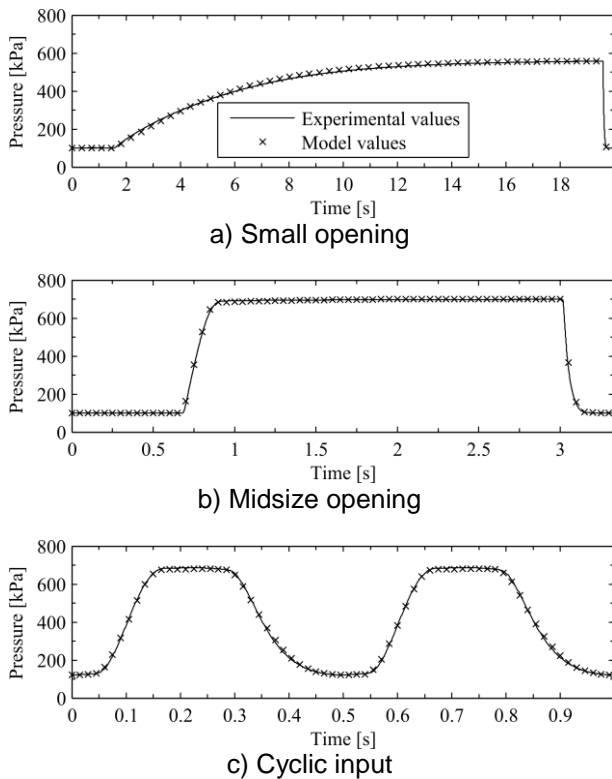 Pressure [kPa]
800
600
400
200
0
Experimental values
Model values
0 2 4 6 8 10 12 14 16 18
Time [s]
a) Small opening
Pressure [kPa]
800
600
400
200
0
0 0.5 1 1.5 2 2.5 3
Time [s]
b) Midsize opening
Pressure [kPa]
800
600
400
200
0
0 0.1 0.2 0.3 0.4 0.5 0.6 0.7 0.8 0.9
Time [s]
c) Cyclic input